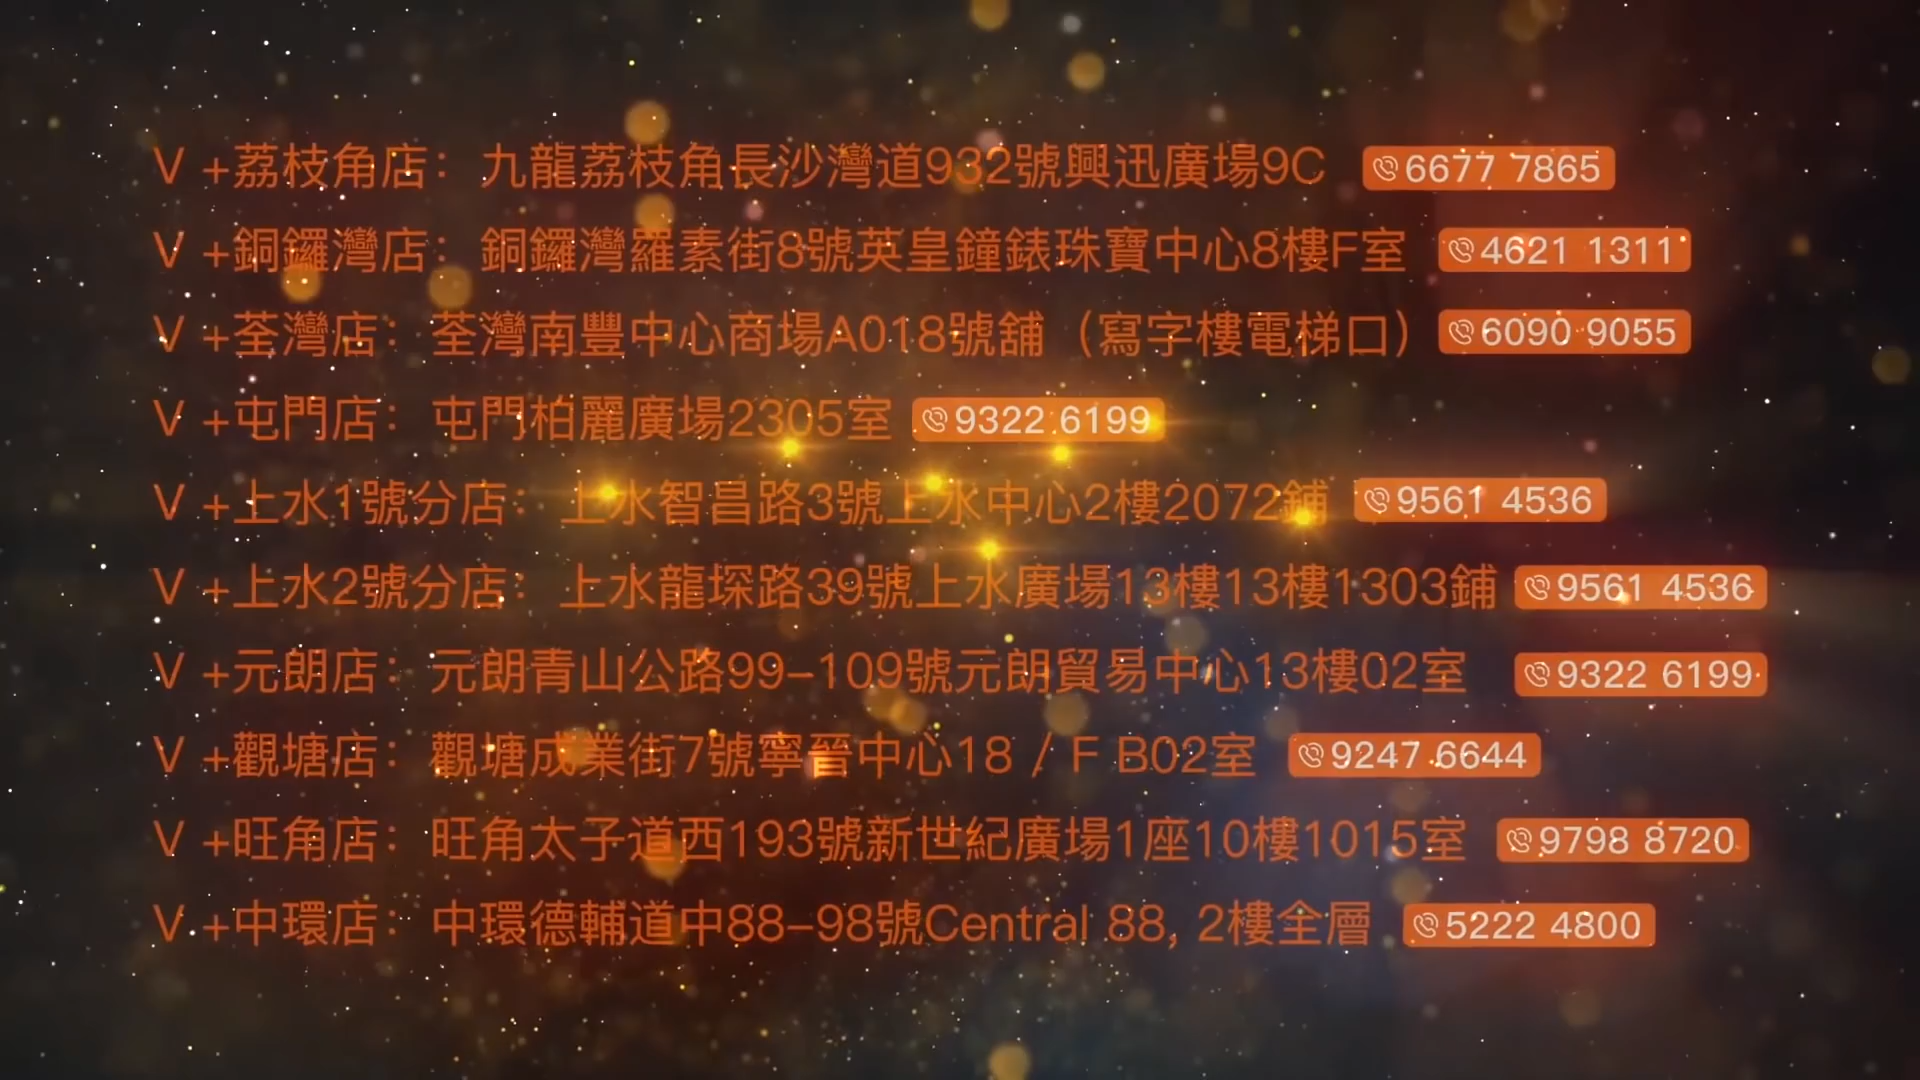 V +荔枝角店：九龍荔枝角長沙灣道932號興迅廣場9C 6677 7865
V +銅鑼灣店：銅鑼灣羅素街8號英皇鐘錶珠寶中心8樓F室 4621 1311
V +荃灣店：荃灣南豐中心商場A018號舖（寫字樓電梯口） 6090 9055
V +屯門店：屯門柏麗廣場2305室 9322 6199
V +上水1號分店：上水智昌路3號上水中心2樓2072鋪 9561 4536
V +上水2號分店：上水龍琛路39號上水廣場13樓13樓1303鋪 9561 4536
V +元朗店：元朗青山公路99-109號元朗貿易中心13樓02室 9322 6199
V +觀塘店：觀塘成業街7號寧晉中心18 / F B02室 9247 6644
V +旺角店：旺角太子道西193號新世紀廣場1座10樓1015室 9798 8720
V +中環店：中環德輔道中88-98號Central 88, 2樓全層 5222 4800